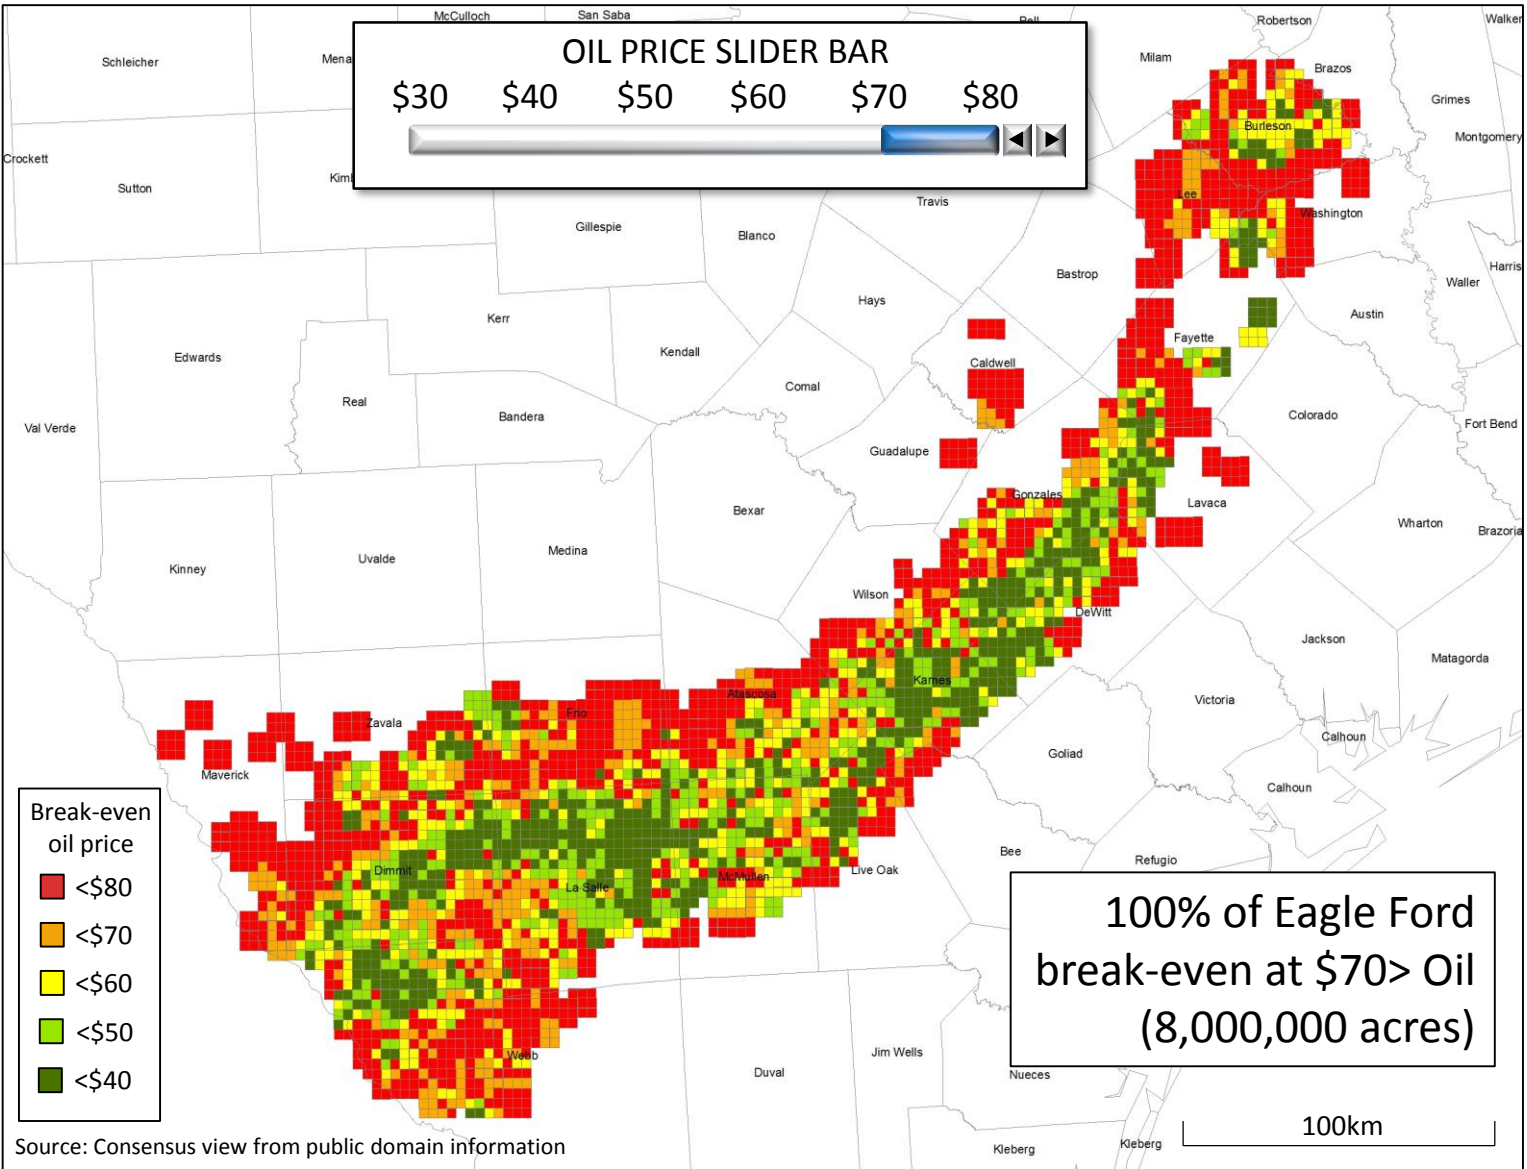 McCulloch
San Saba
Bell
Robertson
Walker
Schleicher
Mena
OIL PRICE SLIDER BAR
Milam
Brazos
$30 $40 $50 $60 $70 $80
Grimes
Burleson
Montgomery
Crockett
Sutton
Kim
Lee
Travis
Washington
Gillespie
Blanco
Bastrop
Harris
Waller
Hays
Austin
Kerr
Fayette
Kendall
Edwards
Caldwell
Comal
Real
Bandera
Colorado
Val Verde
Fort Bend
Guadalupe
Gonzales
Lavaca
Bexar
Wharton
Brazoria
Medina
Uvalde
Kinney
Wilson
DeWitt
Jackson
Matagorda
Karnes
Atascosa
Victoria
Frio
Zavala
Calhoun
Goliad
Maverick
Calhoun
Break-even
oil price
<$80
<$70
<$60
<$50
<$40
Bee
Refugio
Dimmit
La Salle
McMullen
Live Oak
100% of Eagle Ford
break-even at $70> Oil
(8,000,000 acres)
Webb
Duval
Jim Wells
Nueces
100km
Kleberg
Kleberg
Source: Consensus view from public domain information